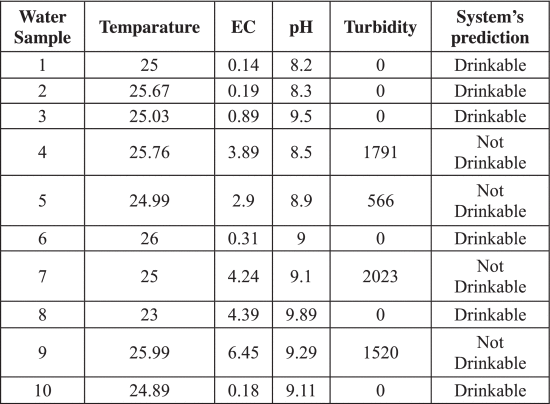 Water Sample Temparature EC pH Turbidity System's prediction
1 25 0.14 8.2 0 Drinkable
2 25.67 0.19 8.3 0 Drinkable
3 25.03 0.89 9.5 0 Drinkable
4 25.76 3.89 8.5 1791 Not Drinkable
5 24.99 2.9 8.9 566 Not Drinkable
6 26 0.31 9 0 Drinkable
7 25 4.24 9.1 2023 Not Drinkable
8 23 4.39 9.89 0 Drinkable
9 25.99 6.45 9.29 1520 Not Drinkable
10 24.89 0.18 9.11 0 Drinkable